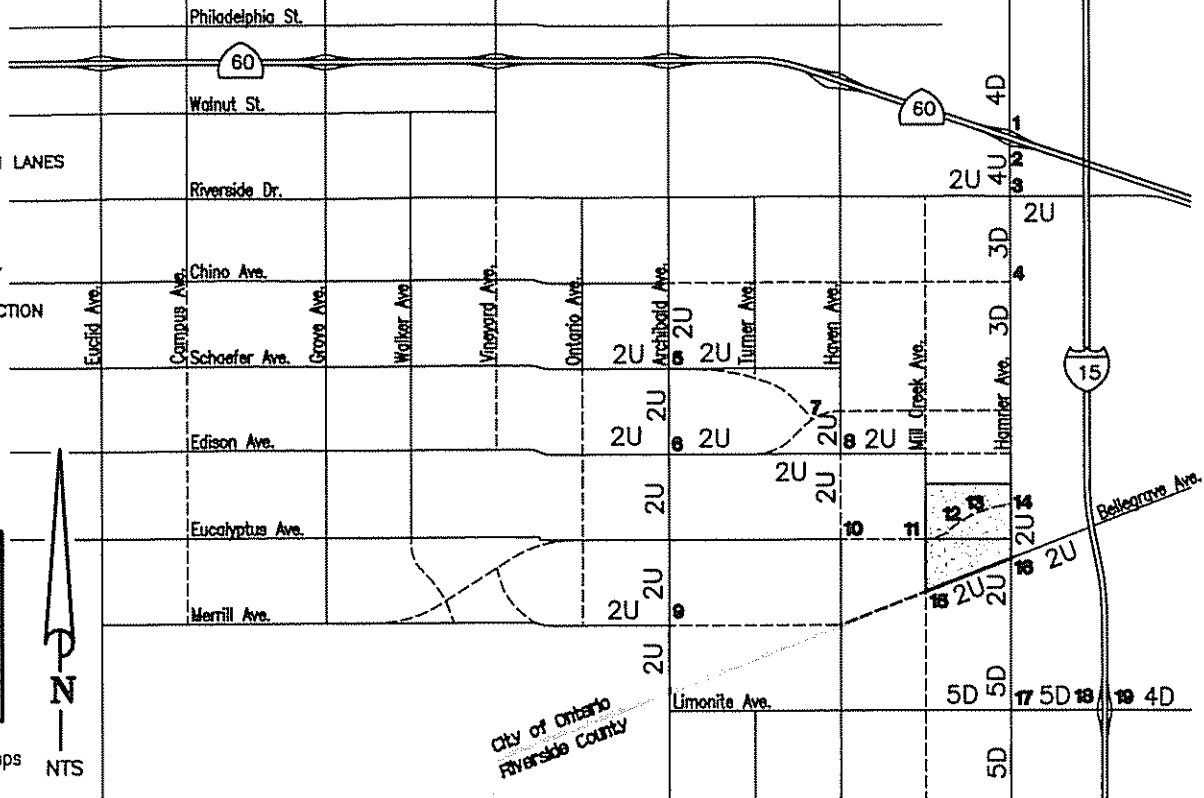 Philadelphia St.
60
Walnut St.
4D
60
1
LANES
2
4U
Riverside Dr.
2U
3
2U
3D
Chino Ave.
4
CTION
Euclid Ave.
Campus Ave.
Grove Ave.
Walker Ave.
Vineyard Ave.
Ontario Ave.
Archibald Ave.
2U
Turner Ave.
Haven Ave.
Mill Creek Ave.
Hamner Ave.
3D
15
Schaefer Ave.
2U
5
2U
2U
7
2U
Edison Ave.
2U
6
2U
8
2U
2U
2U
2U
Bellegrave Ave.
Eucalyptus Ave.
10
11
12
13
14
2U
2U
16
2U
15
2U
2U
Merrill Ave.
2U
9
2U
Limonite Ave.
5D
5D
17
5D
18
19
4D
City of Ontario
Riverside County
5D
N
NTS
ps